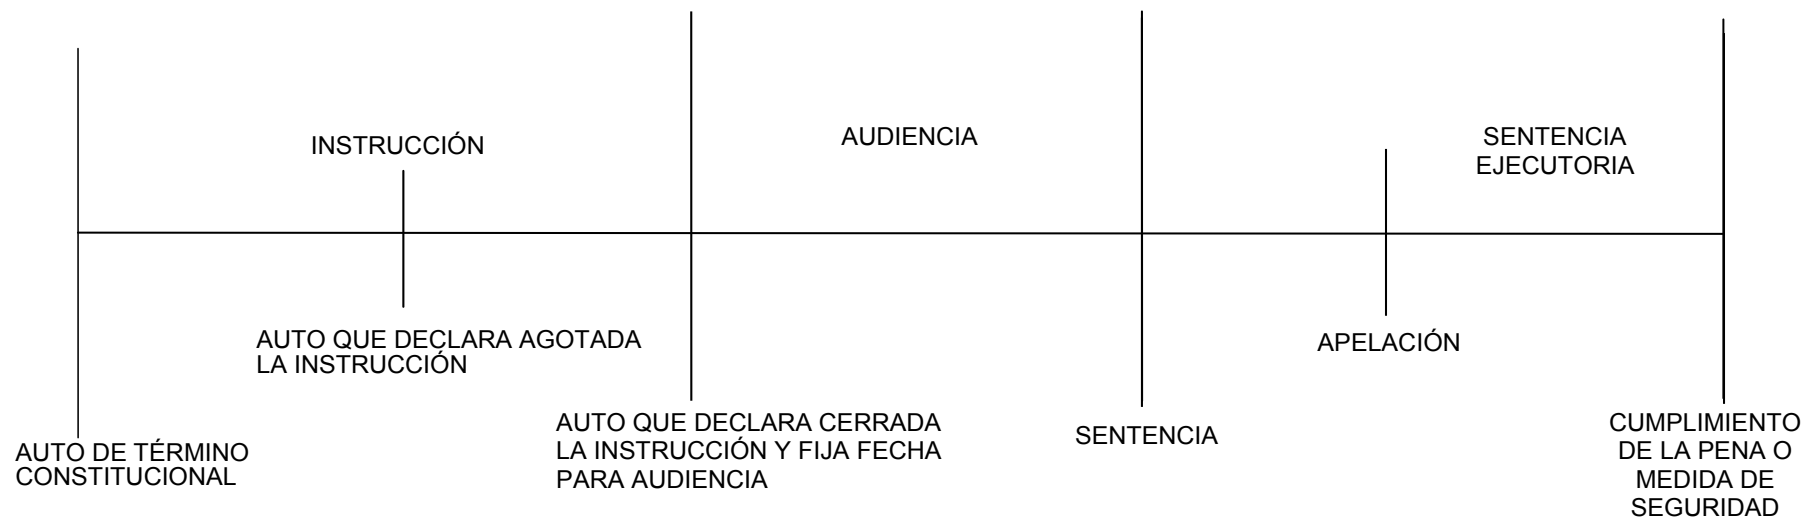 INSTRUCCIÓN
AUDIENCIA
SENTENCIA
EJECUTORIA
AUTO QUE DECLARA AGOTADA
LA INSTRUCCIÓN
APELACIÓN
AUTO DE TÉRMINO
CONSTITUCIONAL
AUTO QUE DECLARA CERRADA
LA INSTRUCCIÓN Y FIJA FECHA
PARA AUDIENCIA
SENTENCIA
CUMPLIMIENTO
DE LA PENA O
MEDIDA DE
SEGURIDAD